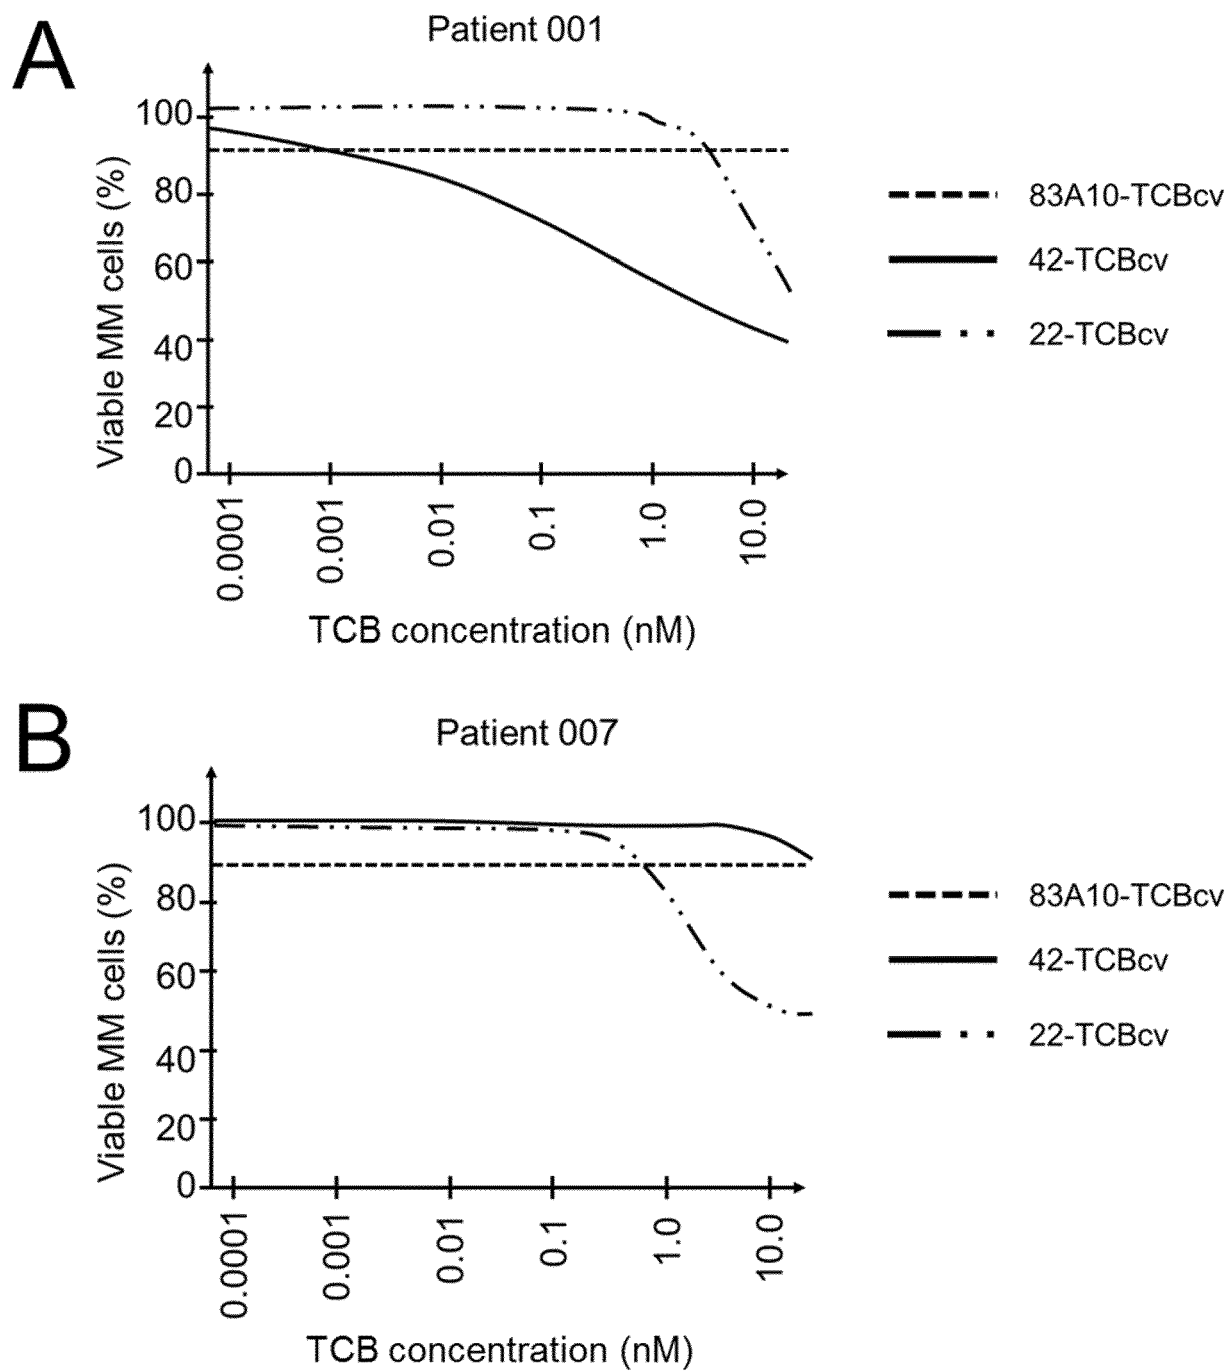 A
Patient 001
Viable MM cells (%)
100
80
60
40
20
0
0.0001
0.001
0.01
0.1
1.0
10.0
TCB concentration (nM)
83A10-TCBcv
42-TCBcv
22-TCBcv
B
Patient 007
Viable MM cells (%)
100
80
60
40
20
0
0.0001
0.001
0.01
0.1
1.0
10.0
TCB concentration (nM)
83A10-TCBcv
42-TCBcv
22-TCBcv